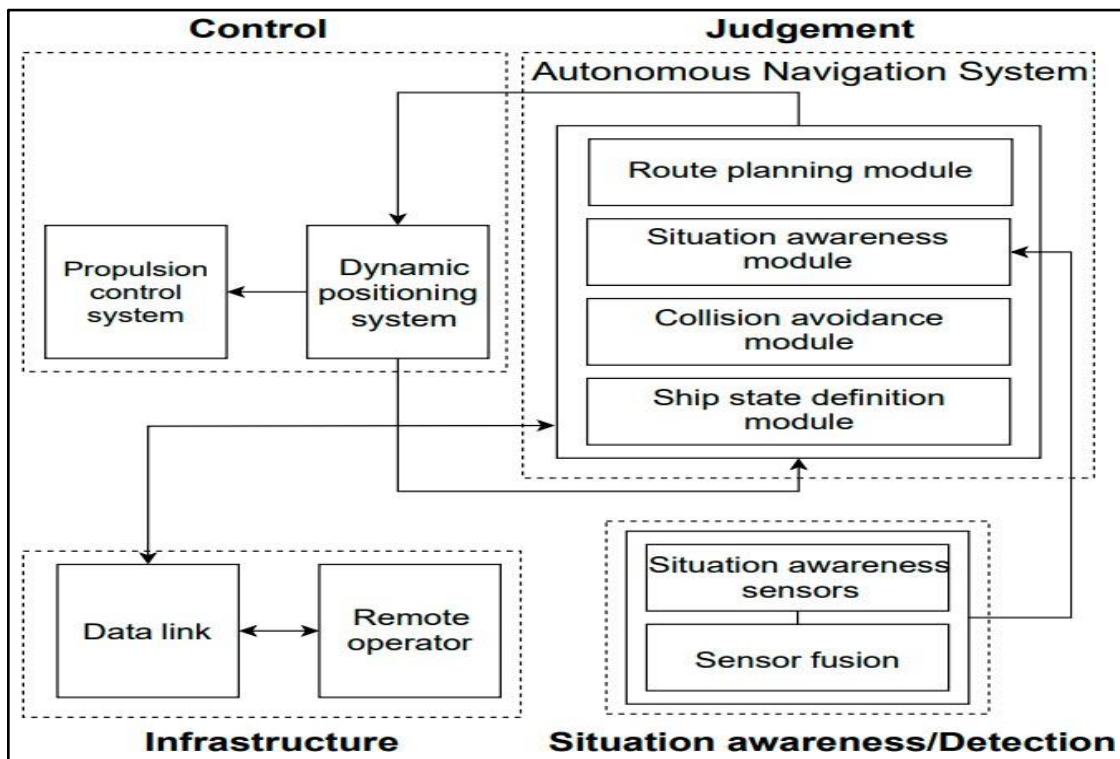 Control
Judgement
Autonomous Navigation System
Route planning module
Situation awareness
module
Collision avoidance
module
Ship state definition
module
Propulsion
control
system
Dynamic
positioning
system
Data link
Remote
operator
Situation awareness
sensors
Sensor fusion
Infrastructure
Situation awareness/Detection